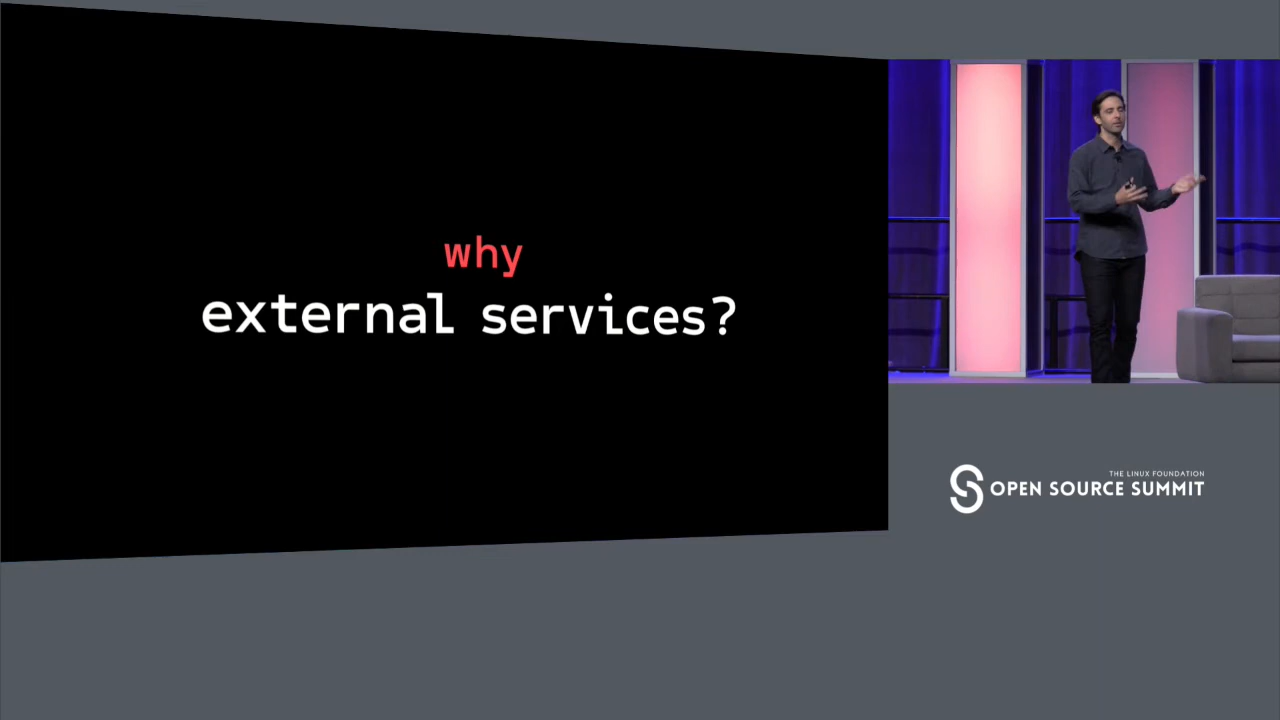 why
external services?
THE LINUX FOUNDATION
OPEN SOURCE SUMMIT